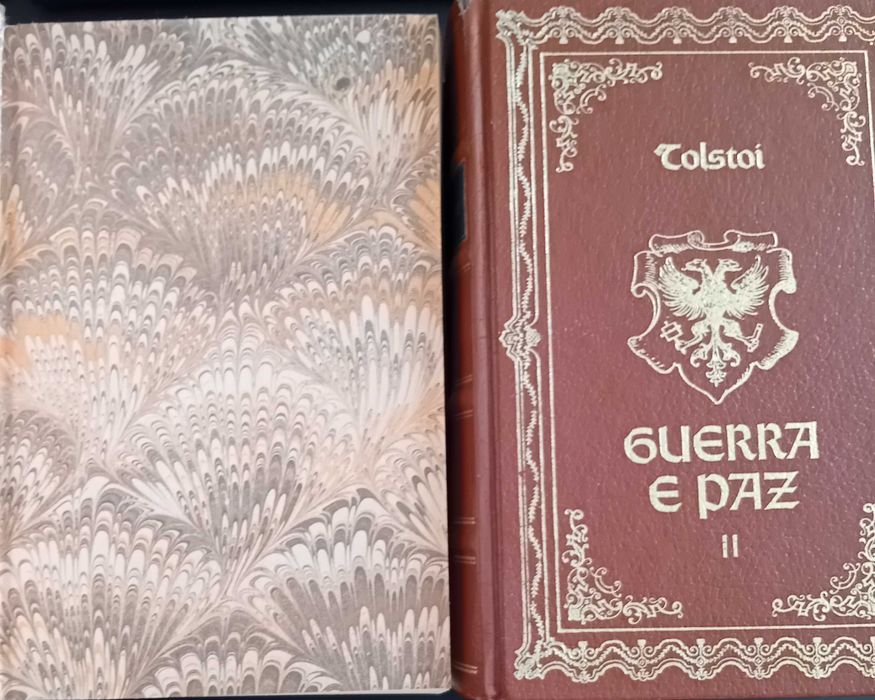 Tolstoi
GUERRA
E PAZ
II